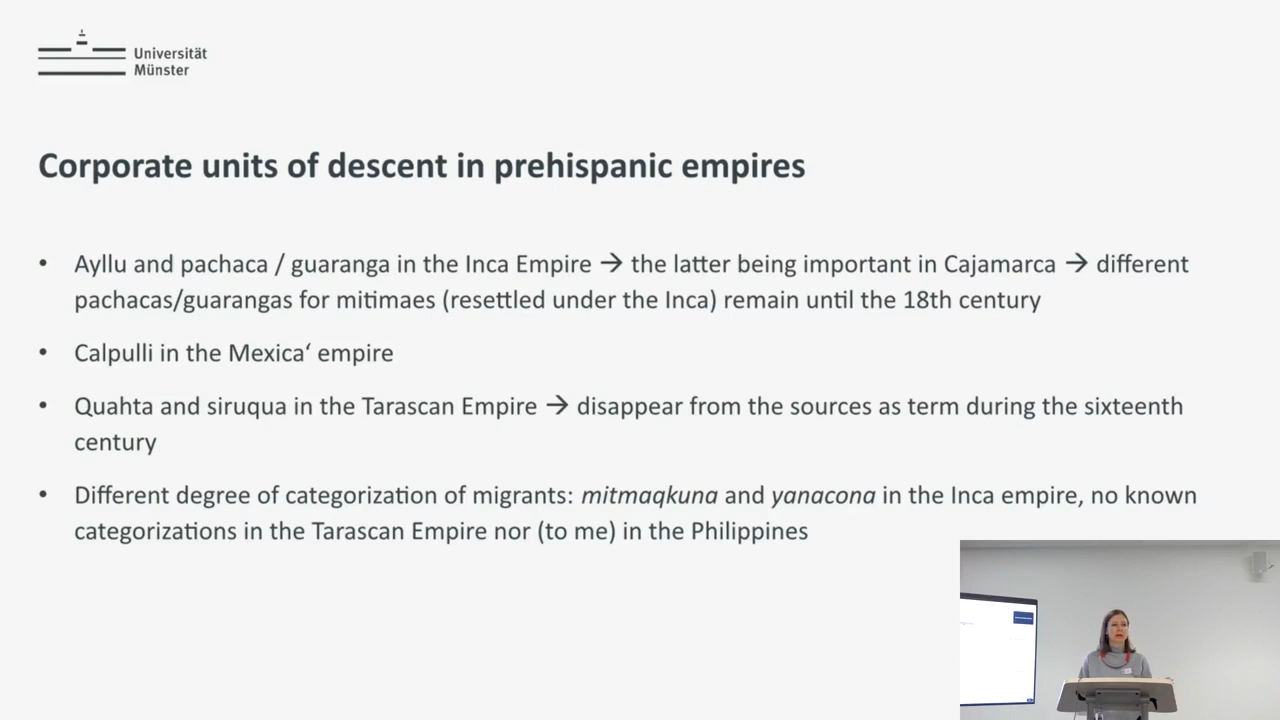 Universität
Münster
Corporate units of descent in prehispanic empires
• Ayllu and pachaca / guaranga in the Inca Empire → the latter being important in Cajamarca → different
pachacas/guarangas for mitimaes (resettled under the Inca) remain until the 18th century
• Calpulli in the Mexica‘ empire
• Quahta and siruqua in the Tarascan Empire → disappear from the sources as term during the sixteenth
century
• Different degree of categorization of migrants: mitmaqkuna and yanacona in the Inca empire, no known
categorizations in the Tarascan Empire nor (to me) in the Philippines